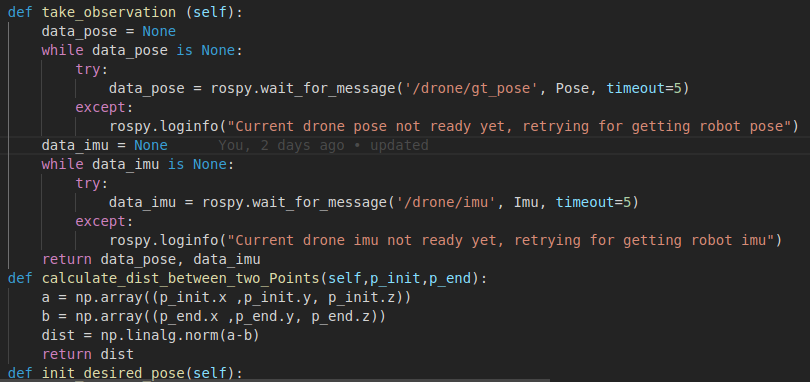 def take_observation (self):
    data_pose = None
    while data_pose is None:
        try:
            data_pose = rospy.wait_for_message('/drone/gt_pose', Pose, timeout=5)
        except:
            rospy.loginfo("Current drone pose not ready yet, retrying for getting robot pose")
    data_imu = None      You, 2 days ago • updated
    while data_imu is None:
        try:
            data_imu = rospy.wait_for_message('/drone/imu', Imu, timeout=5)
        except:
            rospy.loginfo("Current drone imu not ready yet, retrying for getting robot imu")
    return data_pose, data_imu
def calculate_dist_between_two_Points(self,p_init,p_end):
    a = np.array((p_init.x ,p_init.y, p_init.z))
    b = np.array((p_end.x ,p_end.y, p_end.z))
    dist = np.linalg.norm(a-b)
    return dist
def init_desired_pose(self):